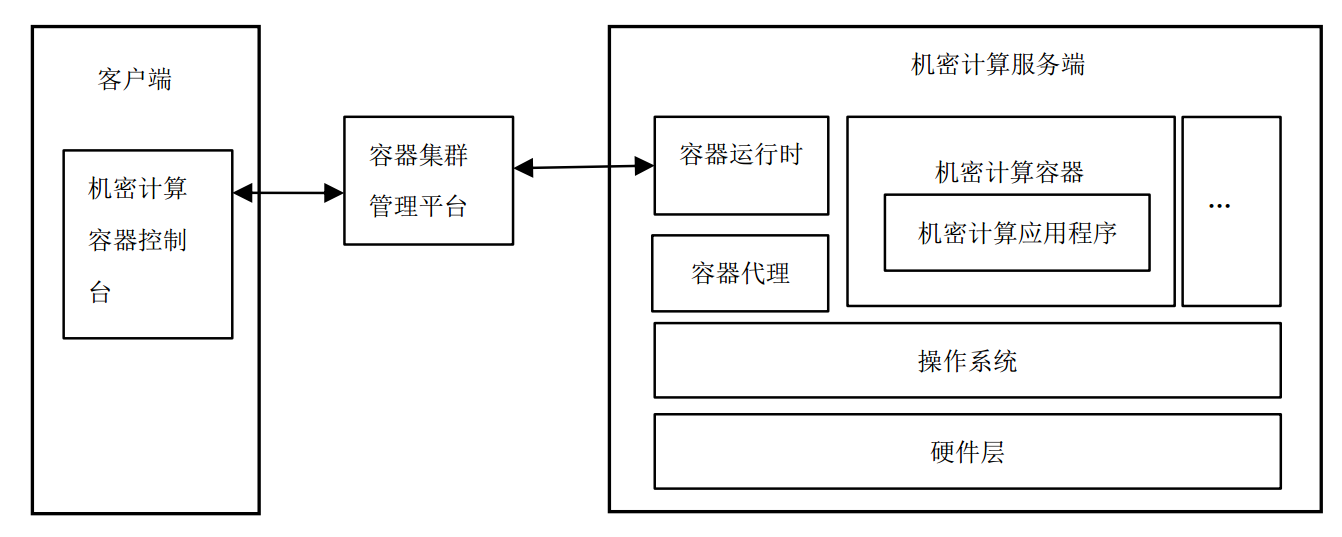 客户端
机密计算
容器控制
台
容器集群
管理平台
机密计算服务端
容器运行时
容器代理
机密计算容器
机密计算应用程序
...
操作系统
硬件层